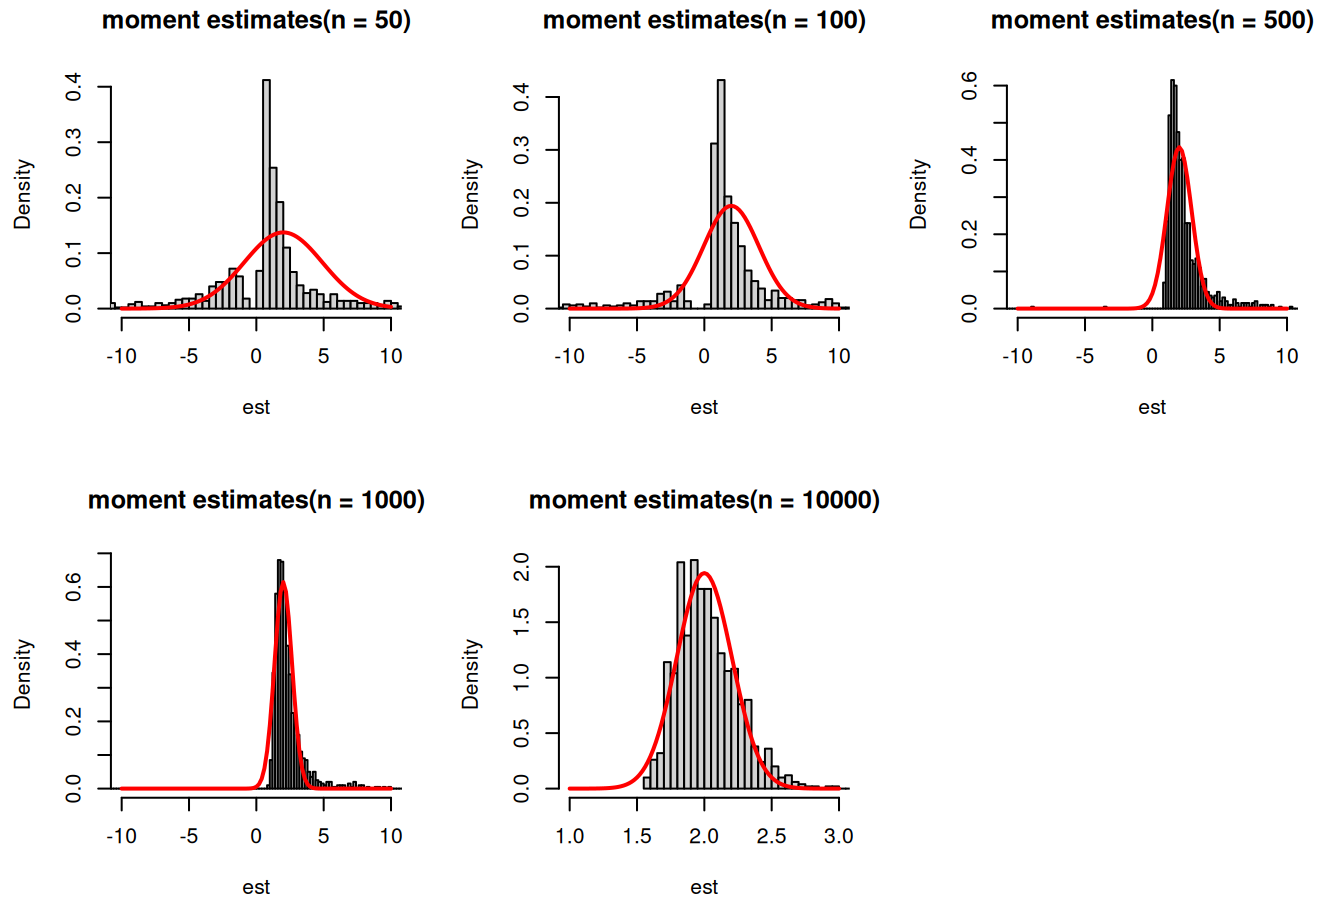 moment estimates(n = 50)
Density
0.0 0.1 0.2 0.3 0.4
-10 -5 0 5 10
est
moment estimates(n = 100)
Density
0.0 0.1 0.2 0.3 0.4
-10 -5 0 5 10
est
moment estimates(n = 500)
Density
0.0 0.2 0.4 0.6
-10 -5 0 5 10
est
moment estimates(n = 1000)
Density
0.0 0.2 0.4 0.6
-10 -5 0 5 10
est
moment estimates(n = 10000)
Density
0.0 0.5 1.0 1.5 2.0
1.0 1.5 2.0 2.5 3.0
est